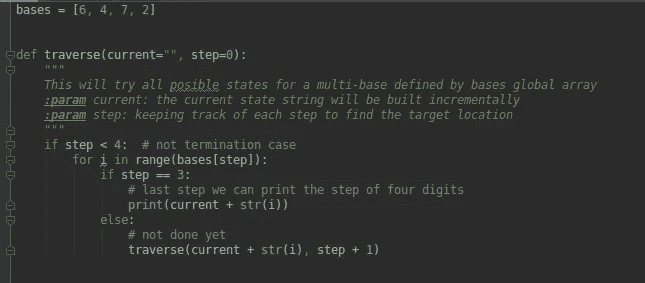 bases = [6, 4, 7, 2]
def traverse(current="", step=0):
"""
This will try all posible states for a multi-base defined by bases global array
:param current: the current state string will be built incrementally
:param step: keeping track of each step to find the target location
"""
if step < 4:  # not termination case
for i in range(bases[step]):
if step == 3:
# last step we can print the step of four digits
print(current + str(i))
else:
# not done yet
traverse(current + str(i), step + 1)